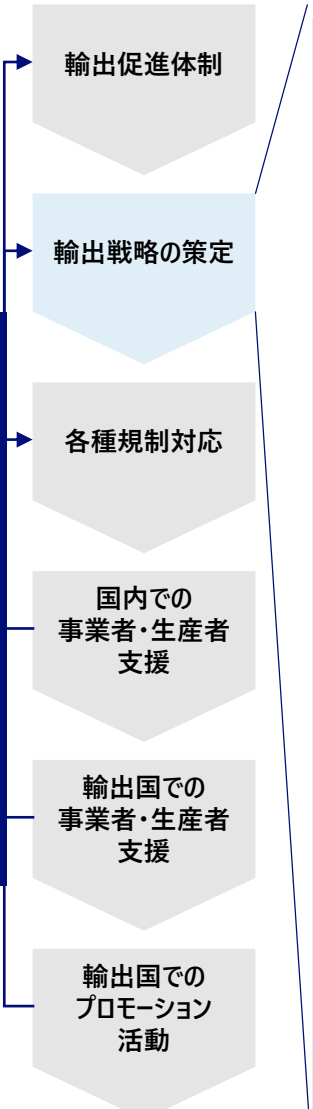 輸出促進体制
輸出戦略の策定
各種規制対応
国内での
事業者・生産者
支援
輸出国での
事業者・生産者
支援
輸出国での
プロモーション
活動